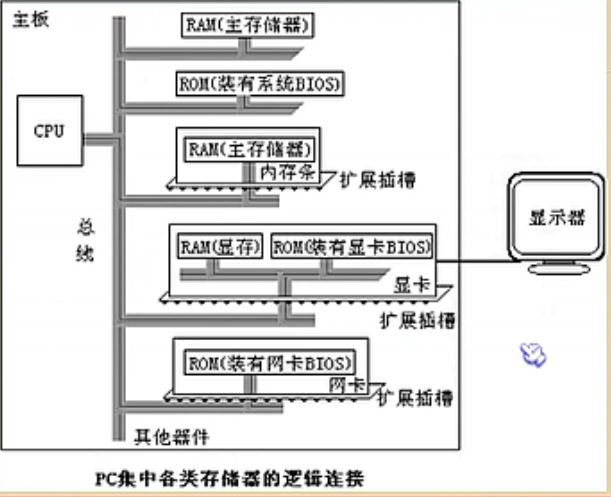 主板
RAM(主存储器)
ROM(装有系统BIOS)
CPU
RAM(主存储器)
内存条
扩展插槽
总线
RAM(显存)
ROM(装有显卡BIOS)
显卡
扩展插槽
显示器
ROM(装有网卡BIOS)
网卡
扩展插槽
其他器件
PC集中各类存储器的逻辑连接